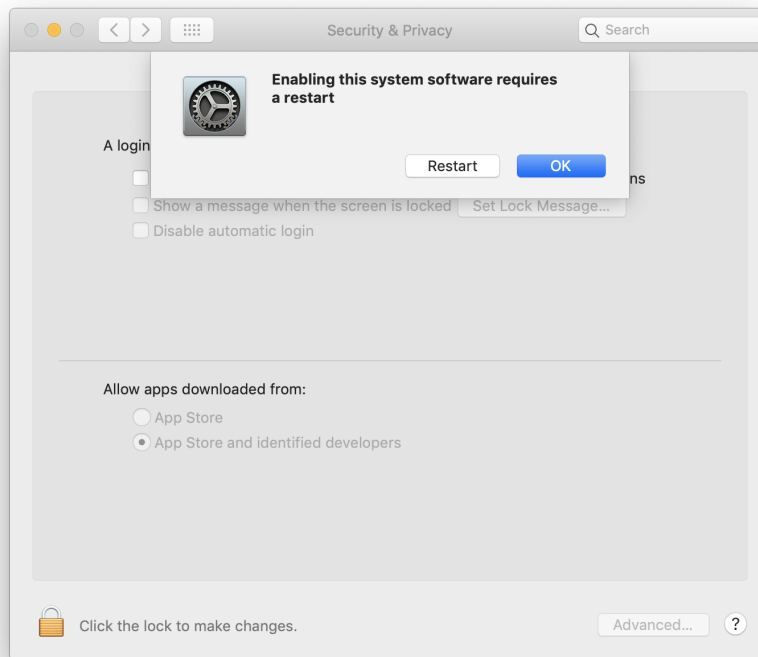 Security & Privacy
Search
Enabling this system software requires
a restart
A login
Restart
OK
ns
Show a message when the screen is locked
Set Lock Message...
Disable automatic login
Allow apps downloaded from:
App Store
App Store and identified developers
Click the lock to make changes.
Advanced...
?